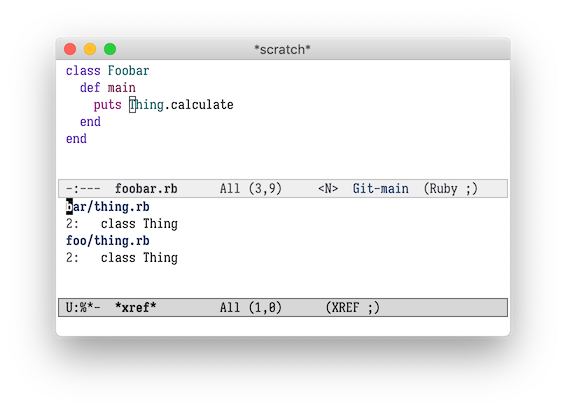 *scratch*
class Foobar
  def main
    puts Thing.calculate
  end
end
-:---  foobar.rb      All (3,9)     <N>  Git-main  (Ruby ;)
bar/thing.rb
2:   class Thing
foo/thing.rb
2:   class Thing
U:%*-  *xref*         All (1,0)      (XREF ;)